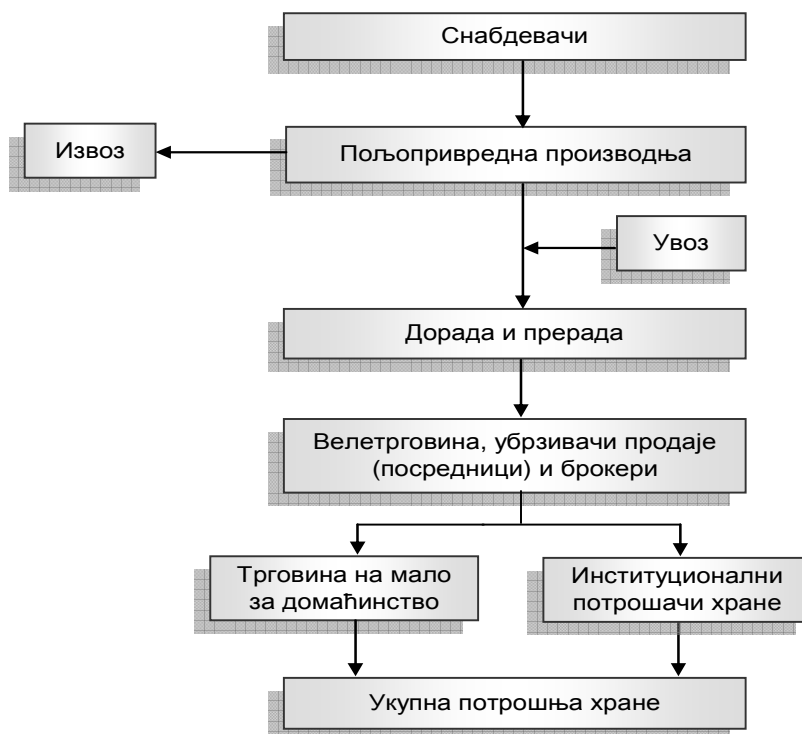 Снабдевачи
Извоз
Пољопривредна производња
Увоз
Дорада и прерада
Велетрговина, убрзивачи продаје
(посредници) и брокери
Трговина на мало
за домаћинство
Институционални
потрошачи хране
Укупна потрошња хране